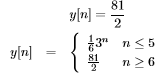 y[n] = 81/2
y[n] = { 1/6 3^n n ≤ 5
81/2 n ≥ 6